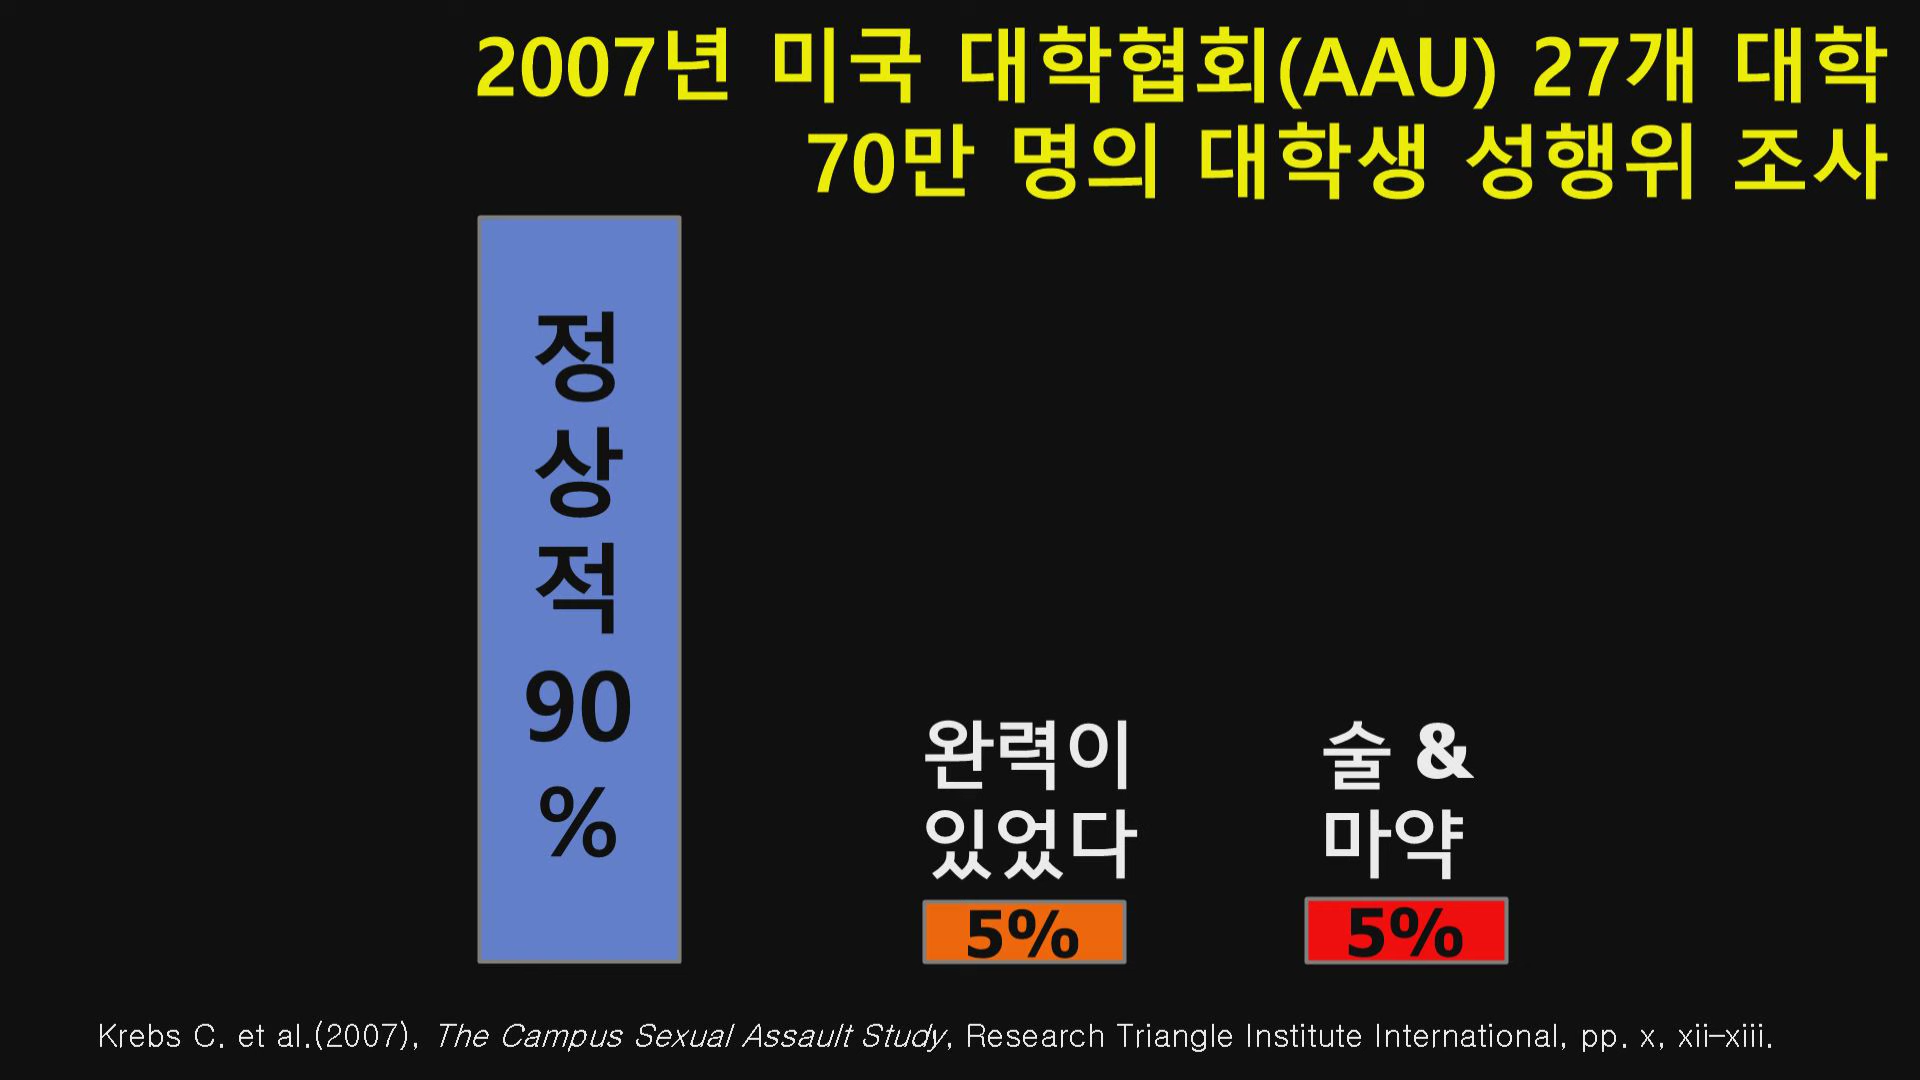 2007년 미국 대학협회(AAU) 27개 대학
70만 명의 대학생 성행위 조사
정
상
적
90
%
완력이
있었다
5%
술 &
마약
5%
Krebs C. et al.(2007), The Campus Sexual Assault Study, Research Triangle Institute International, pp. x, xii–xiii.